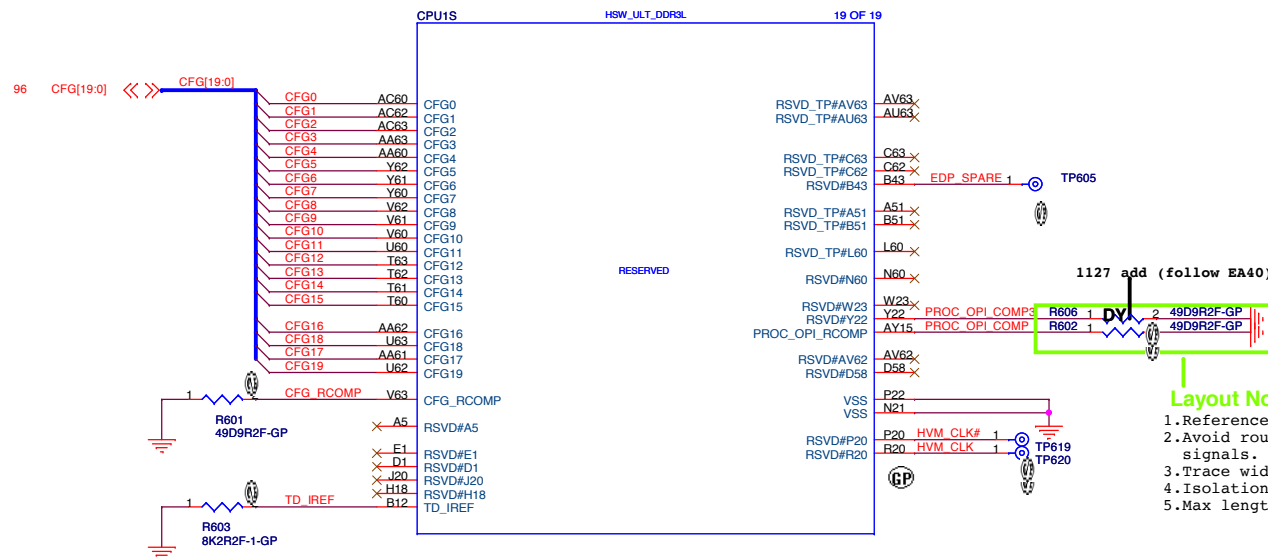 CPU1S HSW_ULT_DDR3L 19 OF 19
96 CFG[19:0] CFG[19:0]
CFG0 AC60 CFG0
CFG1 AC62 CFG1
CFG2 AC63 CFG2
CFG3 AA63 CFG3
CFG4 AA60 CFG4
CFG5 Y62 CFG5
CFG6 Y61 CFG6
CFG7 Y60 CFG7
CFG8 V62 CFG8
CFG9 V61 CFG9
CFG10 V60 CFG10
CFG11 U60 CFG11
CFG12 T63 CFG12
CFG13 T62 CFG13
CFG14 T61 CFG14
CFG15 T60 CFG15
CFG16 AA62 CFG16
CFG18 U63 CFG18
CFG17 AA61 CFG17
CFG19 U62 CFG19
1 CFG_RCOMP V63 CFG_RCOMP
R601
49D9R2F-GP
A5 RSVD#A5
E1 RSVD#E1
D1 RSVD#D1
J20 RSVD#J20
H18 RSVD#H18
1 TD_IREF B12 TD_IREF
R603
8K2R2F-1-GP
RESERVED
RSVD_TP#AV63 AV63
RSVD_TP#AU63 AU63
RSVD_TP#C63 C63
RSVD_TP#C62 C62
RSVD#B43 B43 EDP_SPARE 1 TP605
RSVD_TP#A51 A51
RSVD_TP#B51 B51
RSVD_TP#L60 L60
RSVD#N60 N60
1127 add (follow EA40)
RSVD#W23 W23
RSVD#Y22 Y22 PROC_OPI_COMP3 R606 1 DY 2 49D9R2F-GP
PROC_OPI_RCOMP AY15 PROC_OPI_COMP R602 1 49D9R2F-GP
RSVD#AV62 AV62
RSVD#D58 D58
VSS P22
VSS N21
RSVD#P20 P20 HVM_CLK# 1 TP619
RSVD#R20 R20 HVM_CLK 1 TP620
GP
Layout No
1.Reference
2.Avoid rou
signals.
3.Trace wid
4.Isolation
5.Max lengt